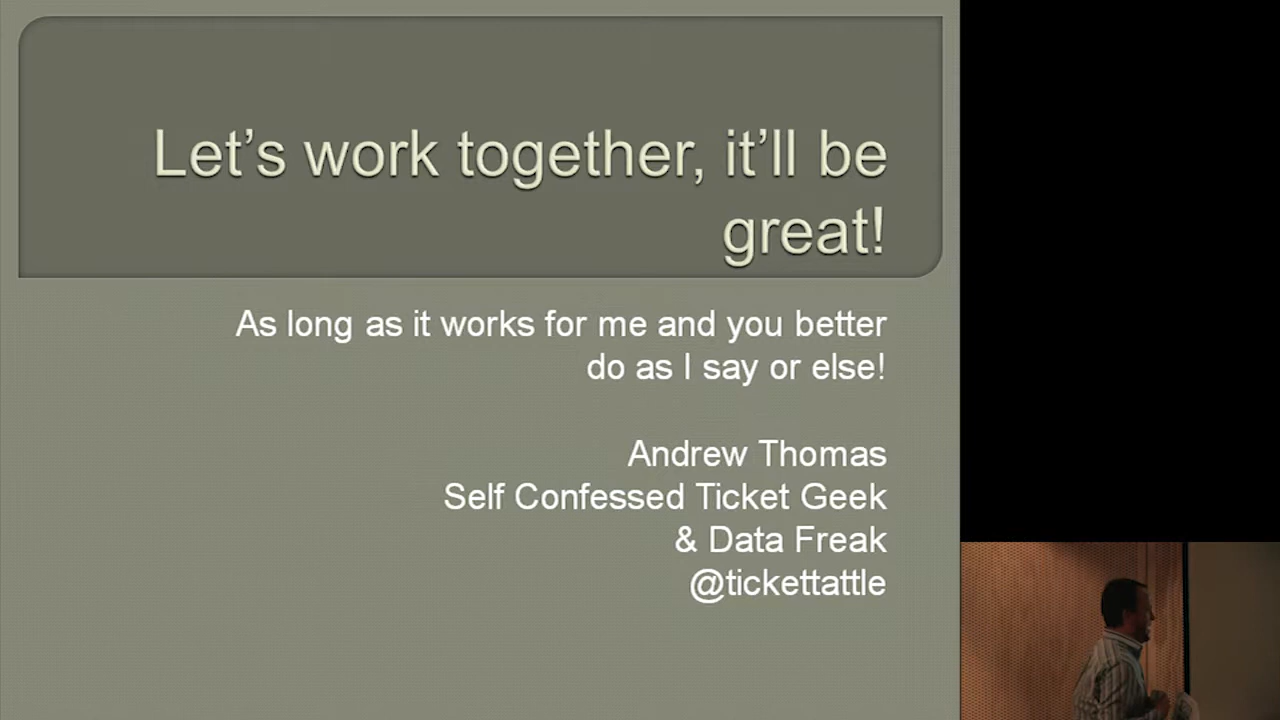 Let’s work together, it’ll be
great!
As long as it works for me and you better
do as I say or else!
Andrew Thomas
Self Confessed Ticket Geek
& Data Freak
@tickettattle